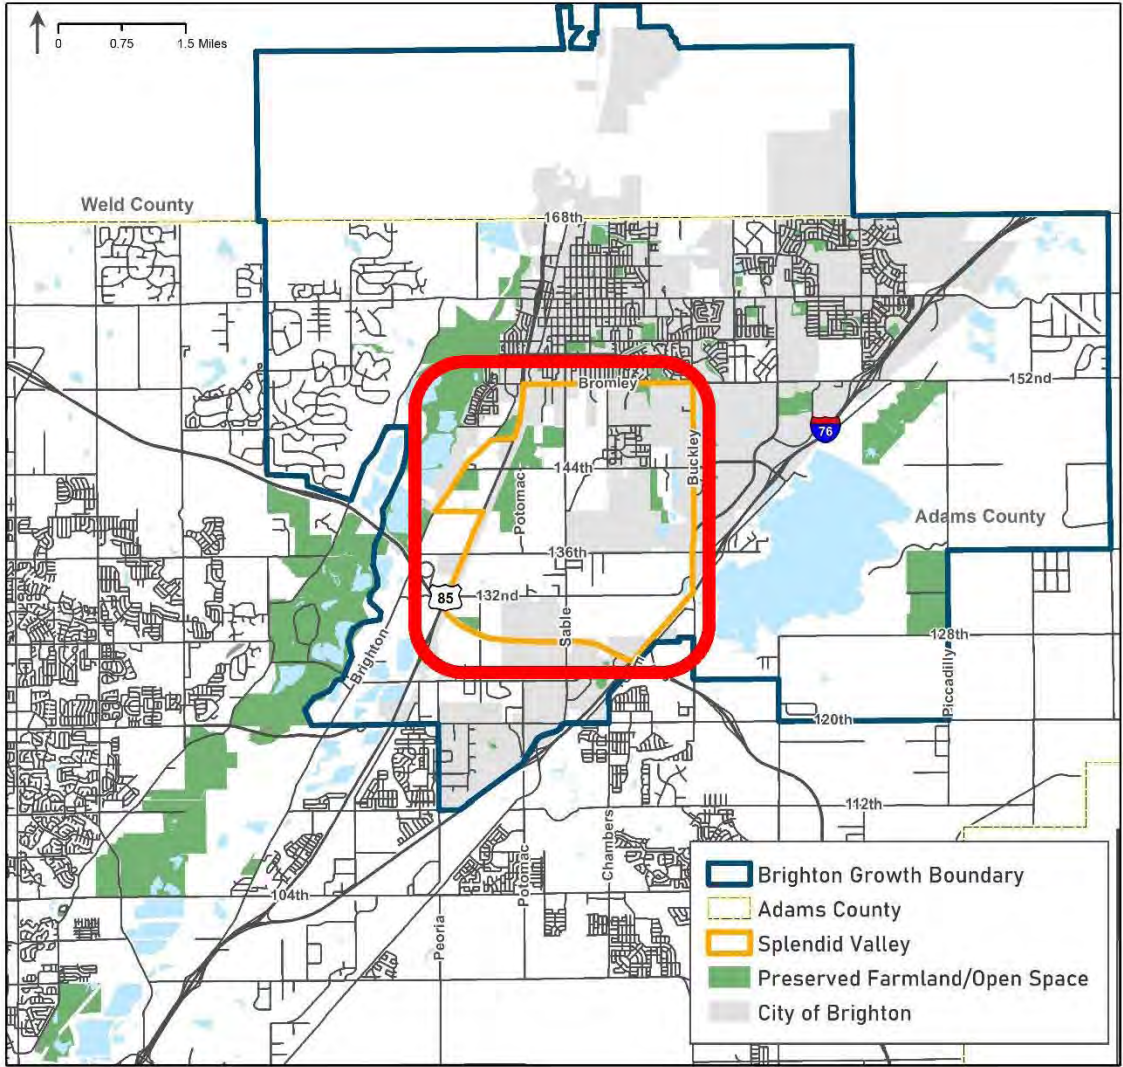 0 0.75 1.5 Miles
Weld County
168th
152nd
Bromley
76
Buckley
144th
Potomac
Adams County
136th
85
132nd
Sable
128th
Brighton
Piccadilly
120th
112th
Chambers
Potomac
104th
Peoria
Brighton Growth Boundary
Adams County
Splendid Valley
Preserved Farmland/Open Space
City of Brighton